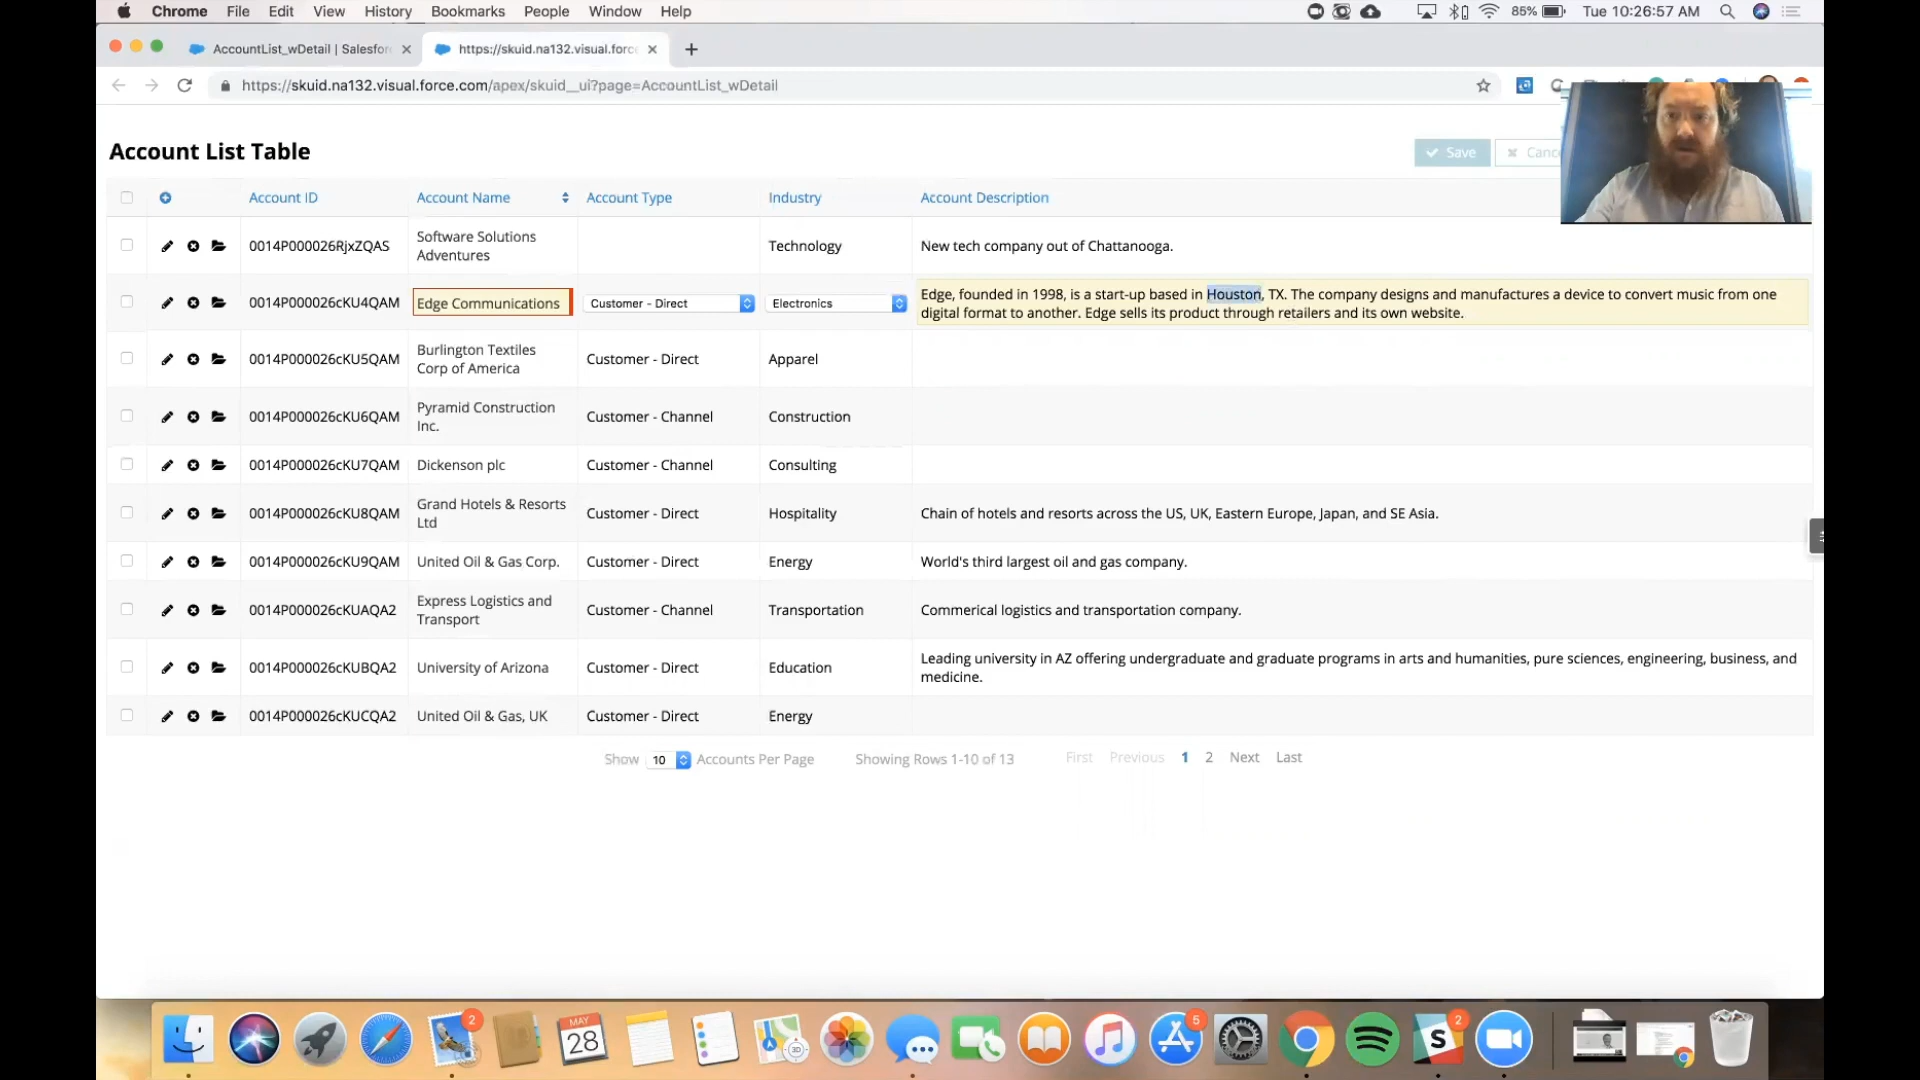 Chrome File Edit View History Bookmarks People Window Help 85% Tue 10:26:57 AM
AccountList_wDetail | Salesfor https://skuid.na132.visual.forc
https://skuid.na132.visual.force.com/apex/skuid__ui?page=AccountList_wDetail
Account List Table Save Canc
Account ID Account Name Account Type Industry Account Description
0014P000026RjxZQAS Software Solutions Adventures Technology New tech company out of Chattanooga.
0014P000026cKU4QAM Edge Communications Customer - Direct Electronics Edge, founded in 1998, is a start-up based in Houston, TX. The company designs and manufactures a device to convert music from one
digital format to another. Edge sells its product through retailers and its own website.
0014P000026cKU5QAM Burlington Textiles Corp of America Customer - Direct Apparel
0014P000026cKU6QAM Pyramid Construction Inc. Customer - Channel Construction
0014P000026cKU7QAM Dickenson plc Customer - Channel Consulting
0014P000026cKU8QAM Grand Hotels & Resorts Ltd Customer - Direct Hospitality Chain of hotels and resorts across the US, UK, Eastern Europe, Japan, and SE Asia.
0014P000026cKU9QAM United Oil & Gas Corp. Customer - Direct Energy World's third largest oil and gas company.
0014P000026cKUAQA2 Express Logistics and Transport Customer - Channel Transportation Commerical logistics and transportation company.
0014P000026cKUBQA2 University of Arizona Customer - Direct Education Leading university in AZ offering undergraduate and graduate programs in arts and humanities, pure sciences, engineering, business, and
medicine.
0014P000026cKUCQA2 United Oil & Gas, UK Customer - Direct Energy
Show 10 Accounts Per Page Showing Rows 1-10 of 13 First Previous 1 2 Next Last
2 MAY 28 3D 5 S 2